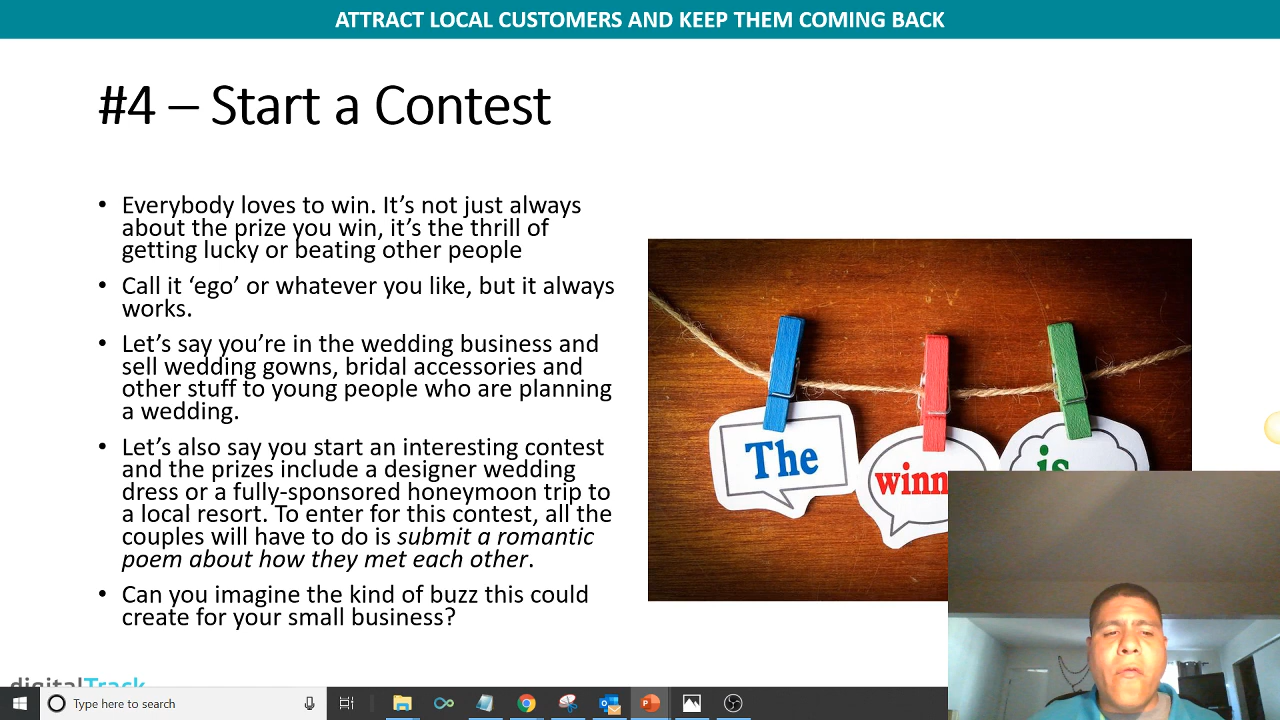 ATTRACT LOCAL CUSTOMERS AND KEEP THEM COMING BACK
#4 – Start a Contest
• Everybody loves to win. It’s not just always
about the prize you win, it’s the thrill of
getting lucky or beating other people
• Call it ‘ego’ or whatever you like, but it always
works.
• Let’s say you’re in the wedding business and
sell wedding gowns, bridal accessories and
other stuff to young people who are planning
a wedding.
• Let’s also say you start an interesting contest
and the prizes include a designer wedding
dress or a fully-sponsored honeymoon trip to
a local resort. To enter for this contest, all the
couples will have to do is submit a romantic
poem about how they met each other.
• Can you imagine the kind of buzz this could
create for your small business?
The
winn
is
digitalTrack
Type here to search